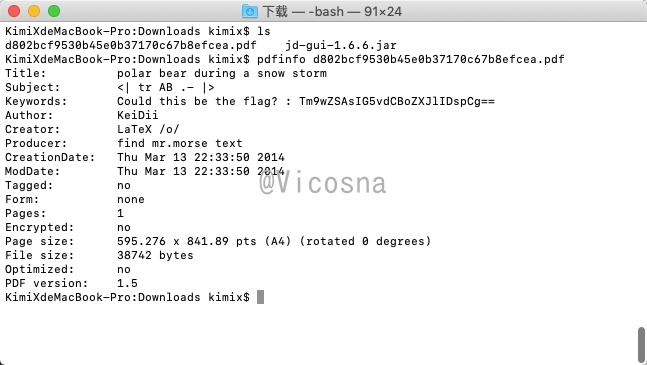 下载 — -bash — 91×24
KimiXdeMacBook-Pro:Downloads kimix$ ls
d802bcf9530b45e0b37170c67b8efcea.pdf    jd-gui-1.6.6.jar
KimiXdeMacBook-Pro:Downloads kimix$ pdfinfo d802bcf9530b45e0b37170c67b8efcea.pdf
Title:          polar bear during a snow storm
Subject:        <| tr AB .- |>
Keywords:       Could this be the flag? : Tm9wZSAsIG5vdCBoZXJlIDspCg==
Author:         KeiDii
Creator:        LaTeX /o/
Producer:       find mr.morse text
CreationDate:   Thu Mar 13 22:33:50 2014
ModDate:        Thu Mar 13 22:33:50 2014
Tagged:         no
Form:           none
Pages:          1
Encrypted:      no
Page size:      595.276 x 841.89 pts (A4) (rotated 0 degrees)
File size:      38742 bytes
Optimized:      no
PDF version:    1.5
KimiXdeMacBook-Pro:Downloads kimix$
@Vicosna